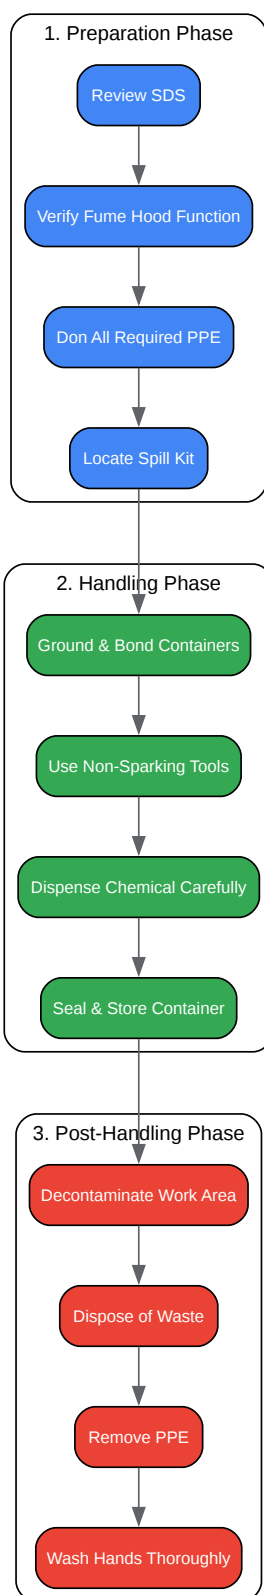 1. Preparation Phase
Review SDS
Verify Fume Hood Function
Don All Required PPE
Locate Spill Kit
2. Handling Phase
Ground & Bond Containers
Use Non-Sparking Tools
Dispense Chemical Carefully
Seal & Store Container
3. Post-Handling Phase
Decontaminate Work Area
Dispose of Waste
Remove PPE
Wash Hands Thoroughly